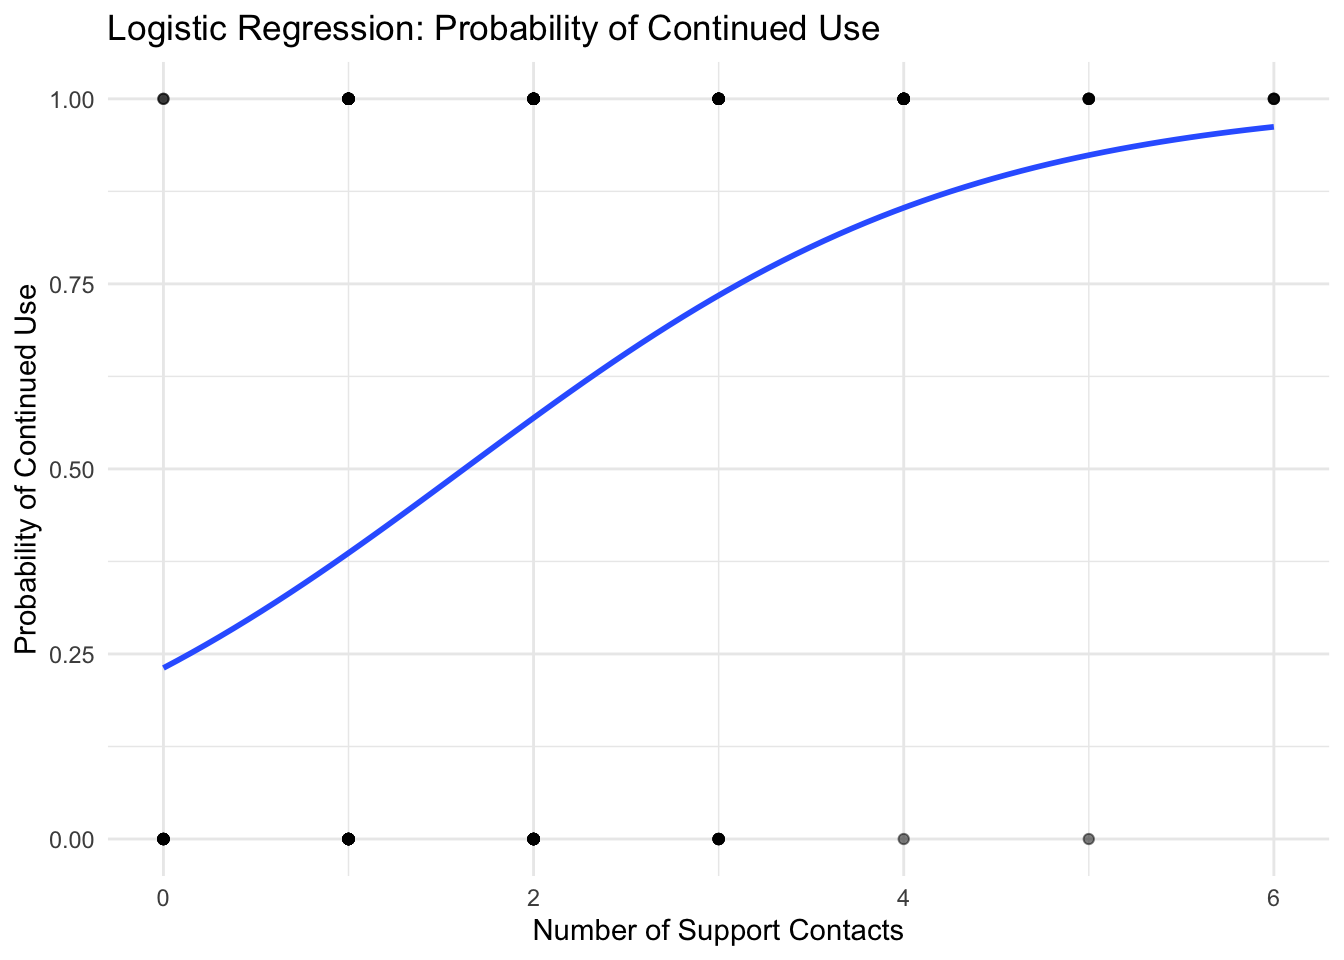 Logistic Regression: Probability of Continued Use
Probability of Continued Use
1.00
0.75
0.50
0.25
0.00
0 2 4 6
Number of Support Contacts